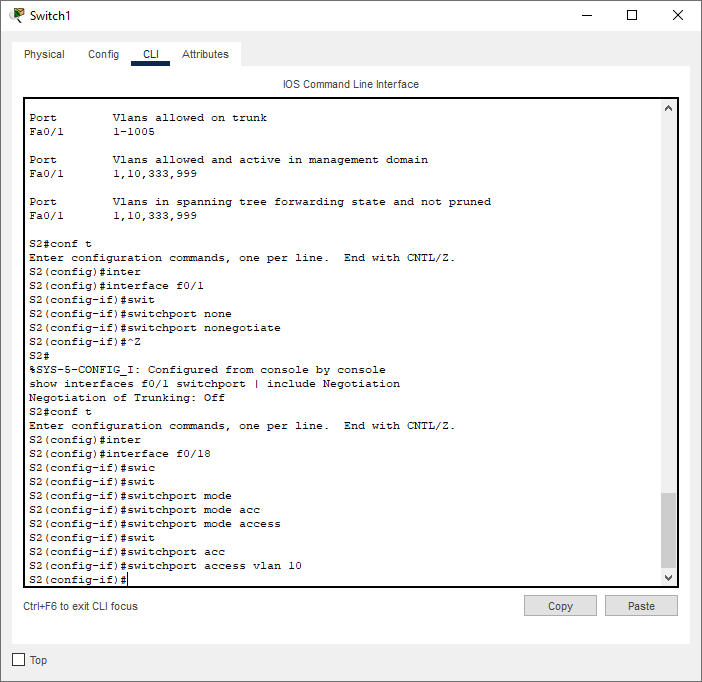 Switch1
Physical Config CLI Attributes
IOS Command Line Interface
Port Vlans allowed on trunk
Fa0/1 1-1005
Port Vlans allowed and active in management domain
Fa0/1 1,10,333,999
Port Vlans in spanning tree forwarding state and not pruned
Fa0/1 1,10,333,999
S2#conf t
Enter configuration commands, one per line. End with CNTL/Z.
S2(config)#inter
S2(config)#interface f0/1
S2(config-if)#swit
S2(config-if)#switchport none
S2(config-if)#switchport nonegotiate
S2(config-if)#^Z
S2#
%SYS-5-CONFIG_I: Configured from console by console
show interfaces f0/1 switchport | include Negotiation
Negotiation of Trunking: Off
S2#conf t
Enter configuration commands, one per line. End with CNTL/Z.
S2(config)#inter
S2(config)#interface f0/18
S2(config-if)#swic
S2(config-if)#swit
S2(config-if)#switchport mode
S2(config-if)#switchport mode acc
S2(config-if)#switchport mode access
S2(config-if)#swit
S2(config-if)#switchport acc
S2(config-if)#switchport access vlan 10
S2(config-if)#
Ctrl+F6 to exit CLI focus
Copy Paste
Top